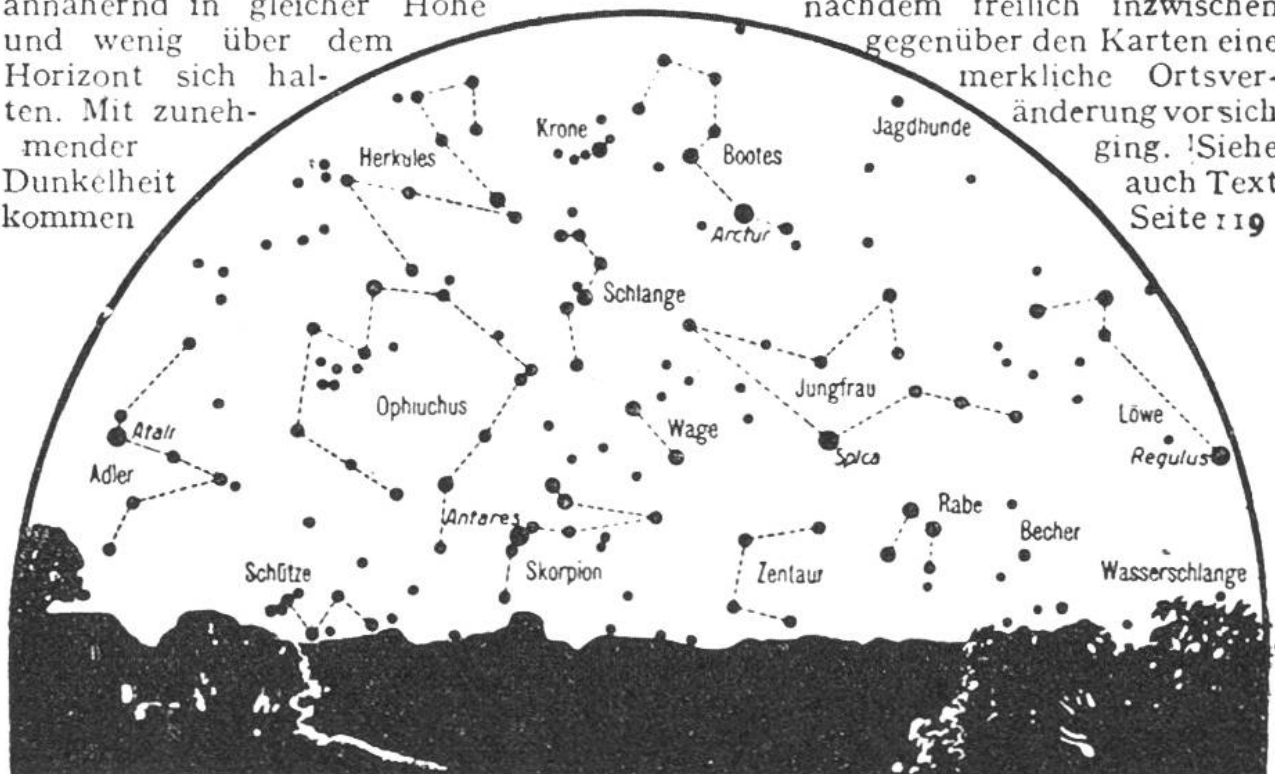 annähernd in gleicher Höhe
und wenig über dem
Horizont sich hal-
ten. Mit zuneh-
mender
Dunkelheit
kommen
nachdem freilich inzwischen
gegenüber den Karten eine
merkliche Ortsver-
änderung vor sich
ging. !Siehe
auch Text
Seite 119
Krone
Jagdhunde
Herkules
Bootes
Arctur
Schlange
Jungfrau
Ophiuchus
Wage
Löwe
Atair
Spica
Regulus
Adler
Antares
Rabe
Becher
Schütze
Skorpion
Zentaur
Wasserschlange